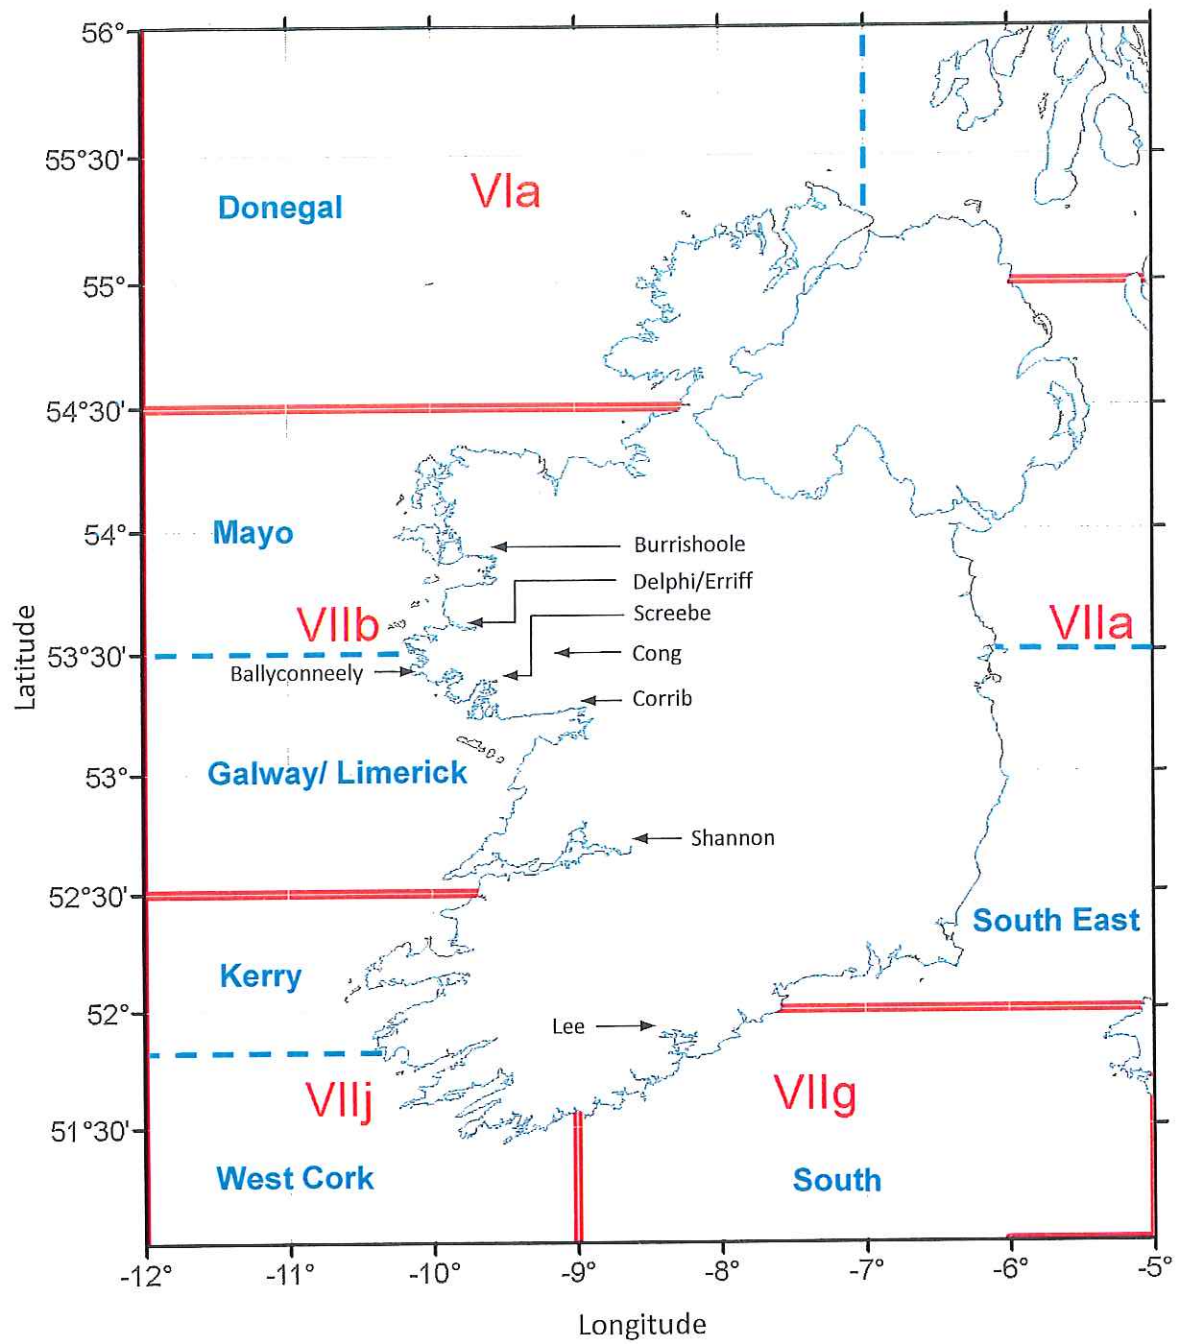 56°
55°30'
Donegal
VIa
55°
54°30'
Mayo
54°
Burrishoole
Delphi/Erriff
Screebe
VIIb
VIIa
53°30'
Cong
Ballyconneely
Corrib
Latitude
Galway/ Limerick
53°
Shannon
52°30'
South East
Kerry
52°
Lee
VIIj
VIIg
51°30'
West Cork
South
-12°
-11°
-10°
-9°
-8°
-7°
-6°
-5°
Longitude